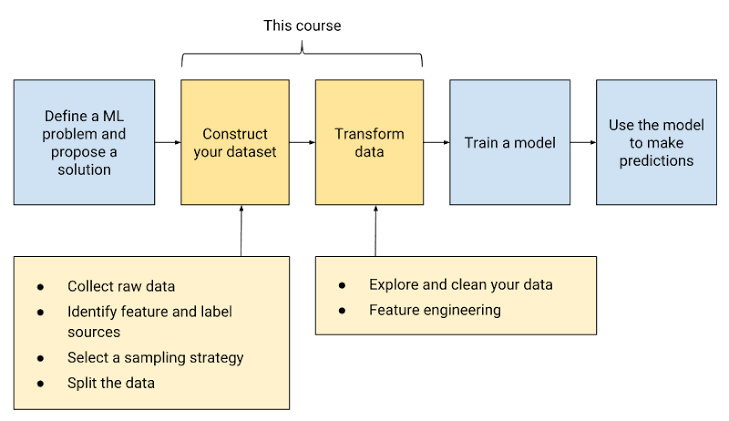 This course
Define a ML
problem and
propose a
solution
Construct
your dataset
Transform
data
Train a model
Use the model
to make
predictions
● Collect raw data
● Identify feature and label
sources
● Select a sampling strategy
● Split the data
● Explore and clean your data
● Feature engineering